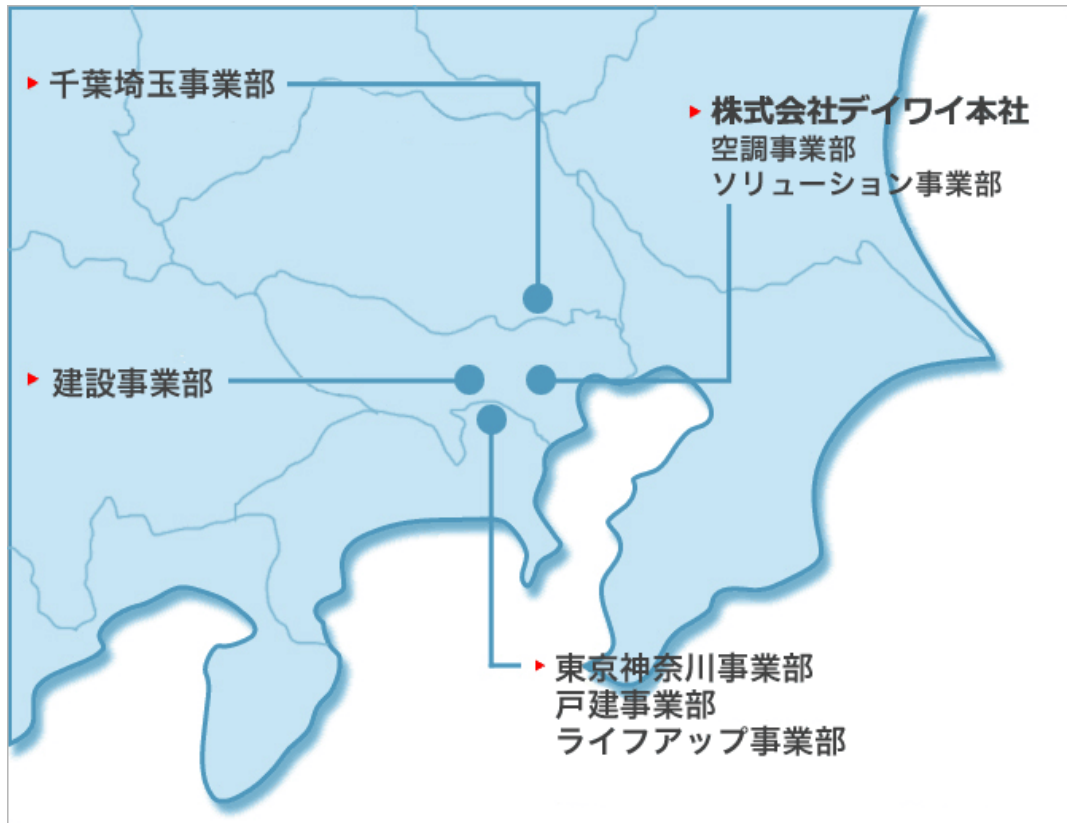 千葉埼玉事業部
株式会社デイワイ本社
空調事業部
ソリューション事業部
建設事業部
東京神奈川事業部
戸建事業部
ライフアップ事業部